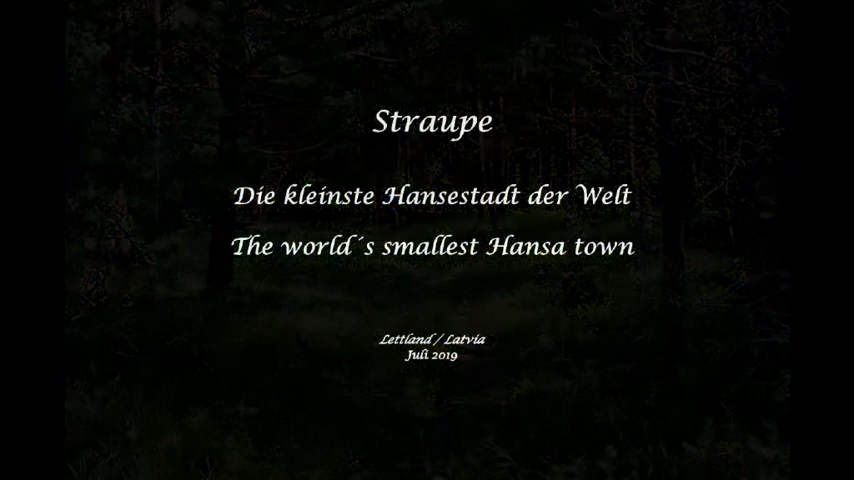 Straupe
Die kleinste Hansestadt der Welt
The world´s smallest Hansa town
Lettland / Latvia
Juli 2019